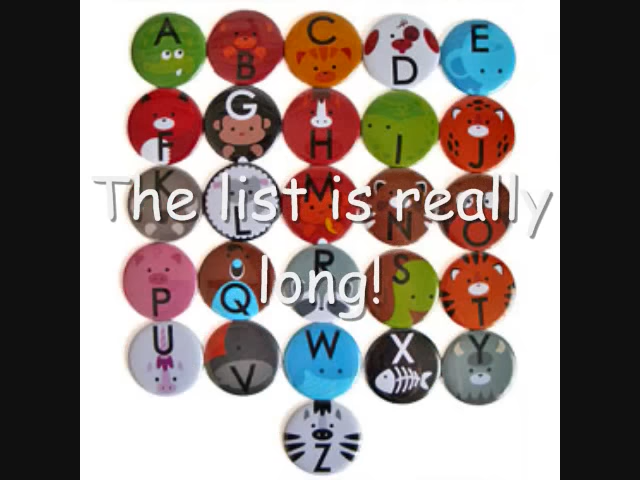 A B C D E
F G H I J
K L M N O
The list is really
P Q R S T
long!
U V W X Y
Z